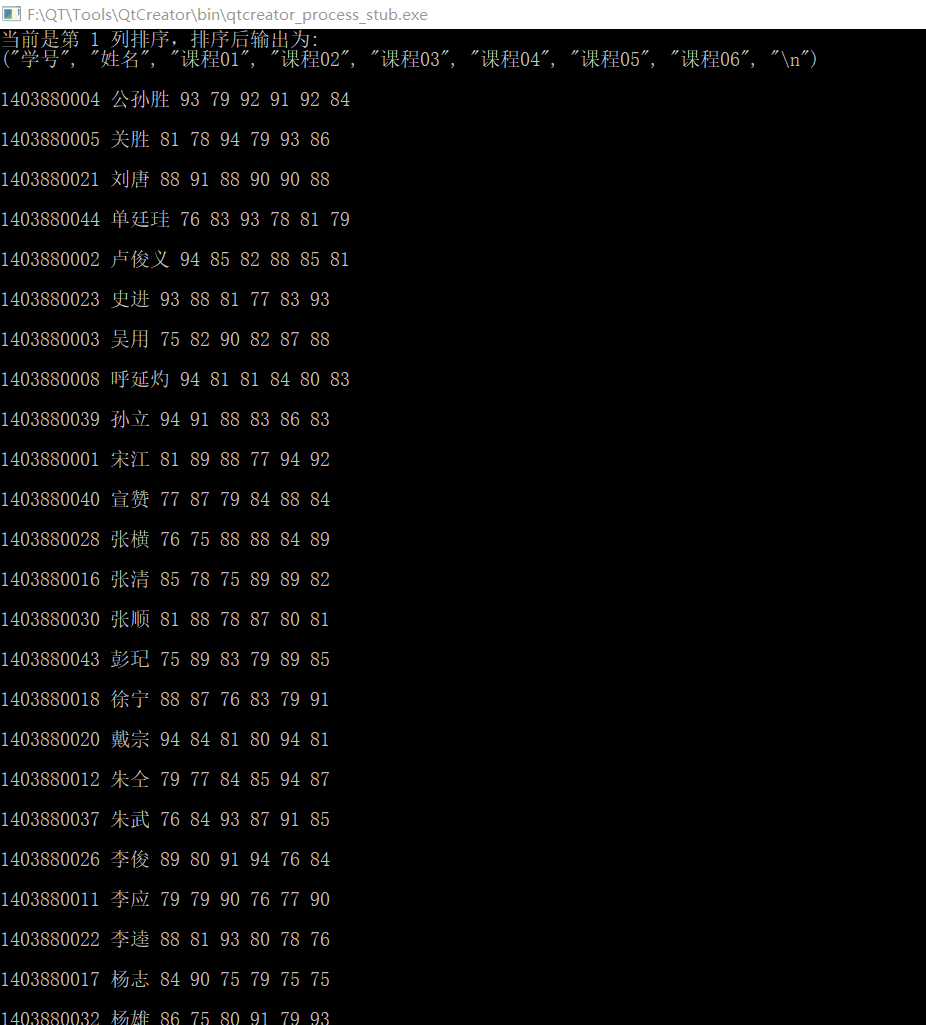 F:\QT\Tools\QtCreator\bin\qtcreator_process_stub.exe
当前是第 1 列排序，排序后输出为:
("学号", "姓名", "课程01", "课程02", "课程03", "课程04", "课程05", "课程06", "\n")
1403880004 公孙胜 93 79 92 91 92 84
1403880005 关胜 81 78 94 79 93 86
1403880021 刘唐 88 91 88 90 90 88
1403880044 单廷珪 76 83 93 78 81 79
1403880002 卢俊义 94 85 82 88 85 81
1403880023 史进 93 88 81 77 83 93
1403880003 吴用 75 82 90 82 87 88
1403880008 呼延灼 94 81 81 84 80 83
1403880039 孙立 94 91 88 83 86 83
1403880001 宋江 81 89 88 77 94 92
1403880040 宣赞 77 87 79 84 88 84
1403880028 张横 76 75 88 88 84 89
1403880016 张清 85 78 75 89 89 82
1403880030 张顺 81 88 78 87 80 81
1403880043 彭玘 75 89 83 79 89 85
1403880018 徐宁 88 87 76 83 79 91
1403880020 戴宗 94 84 81 80 94 81
1403880012 朱仝 79 77 84 85 94 87
1403880037 朱武 76 84 93 87 91 85
1403880026 李俊 89 80 91 94 76 84
1403880011 李应 79 79 90 76 77 90
1403880022 李逵 88 81 93 80 78 76
1403880017 杨志 84 90 75 79 75 75
1403880032 杨雄 86 75 80 91 79 93